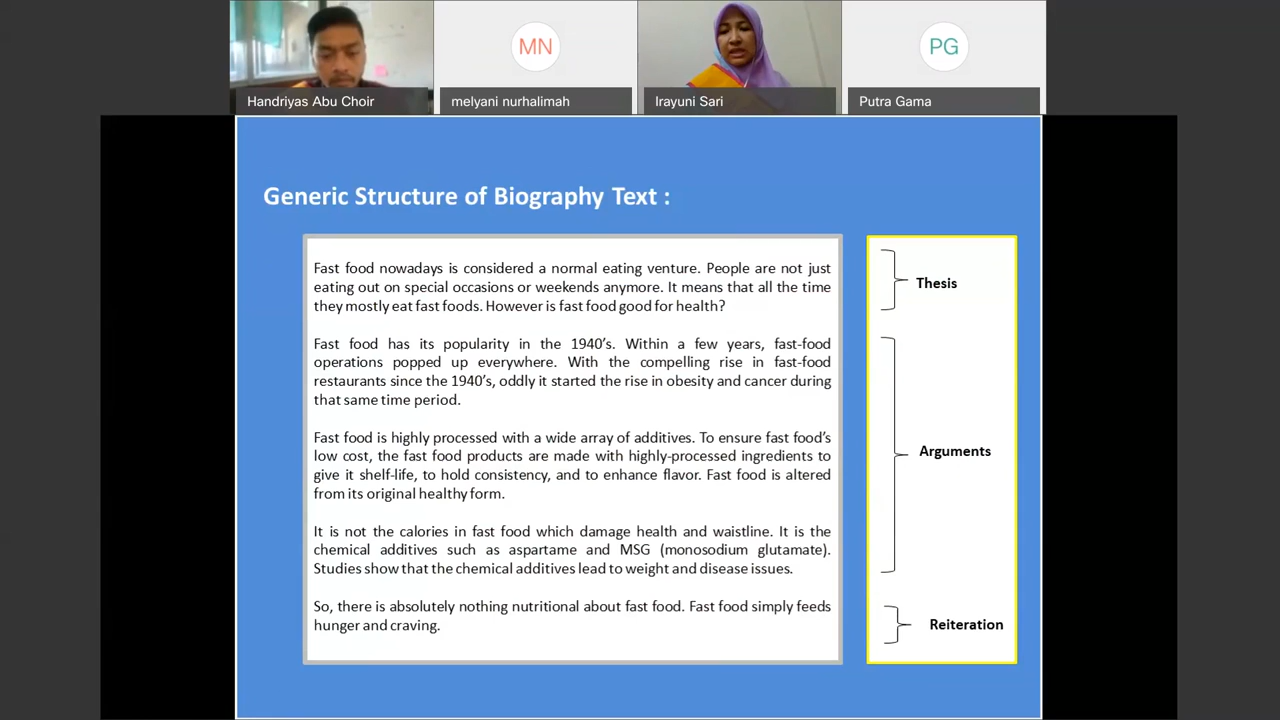 MN
PG
Handriyas Abu Choir
melyani nurhalimah
Irayuni Sari
Putra Gama
Generic Structure of Biography Text :
Fast food nowadays is considered a normal eating venture. People are not just
eating out on special occasions or weekends anymore. It means that all the time
they mostly eat fast foods. However is fast food good for health?
Fast food has its popularity in the 1940’s. Within a few years, fast-food
operations popped up everywhere. With the compelling rise in fast-food
restaurants since the 1940’s, oddly it started the rise in obesity and cancer during
that same time period.
Fast food is highly processed with a wide array of additives. To ensure fast food’s
low cost, the fast food products are made with highly-processed ingredients to
give it shelf-life, to hold consistency, and to enhance flavor. Fast food is altered
from its original healthy form.
It is not the calories in fast food which damage health and waistline. It is the
chemical additives such as aspartame and MSG (monosodium glutamate).
Studies show that the chemical additives lead to weight and disease issues.
So, there is absolutely nothing nutritional about fast food. Fast food simply feeds
hunger and craving.
Thesis
Arguments
Reiteration